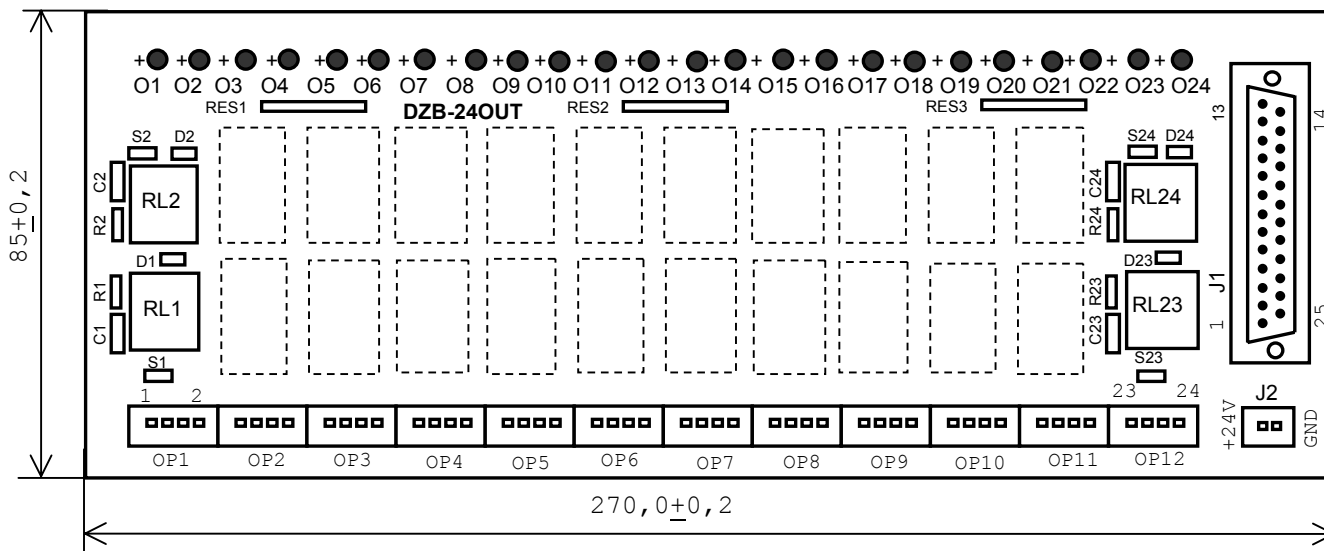 + + + + + + + + + + + + + + + + + + + + + + + +
O1 O2 O3 O4 O5 O6 O7 O8 O9 O10 O11 O12 O13 O14 O15 O16 O17 O18 O19 O20 O21 O22 O23 O24
RES1 DZB-24OUT RES2 RES3
13 14
S2 D2 S24 D24
C2 RL2 C24 RL24
R2 R24
85±0,2
D1 D23
R1 RL1 R23 RL23 J1
C1 C23 1 25
S1 S23
1 2 23 24 J2
+24V GND
OP1 OP2 OP3 OP4 OP5 OP6 OP7 OP8 OP9 OP10 OP11 OP12
270,0±0,2